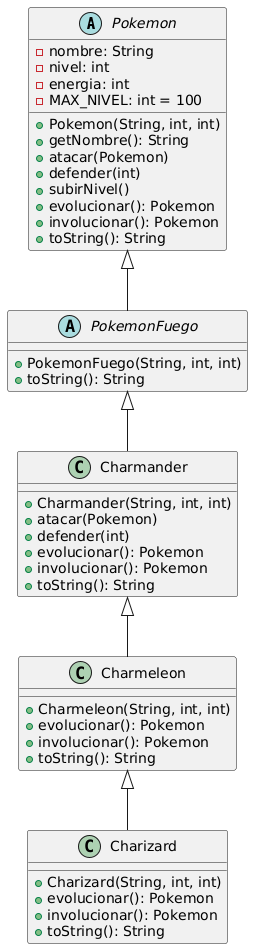 A Pokemon
nombre: String
nivel: int
energia: int
MAX_NIVEL: int = 100
Pokemon(String, int, int)
getNombre(): String
atacar(Pokemon)
defender(int)
subirNivel()
evolucionar(): Pokemon
involucionar(): Pokemon
toString(): String
A PokemonFuego
PokemonFuego(String, int, int)
toString(): String
C Charmander
Charmander(String, int, int)
atacar(Pokemon)
defender(int)
evolucionar(): Pokemon
involucionar(): Pokemon
toString(): String
C Charmeleon
Charmeleon(String, int, int)
evolucionar(): Pokemon
involucionar(): Pokemon
toString(): String
C Charizard
Charizard(String, int, int)
evolucionar(): Pokemon
involucionar(): Pokemon
toString(): String